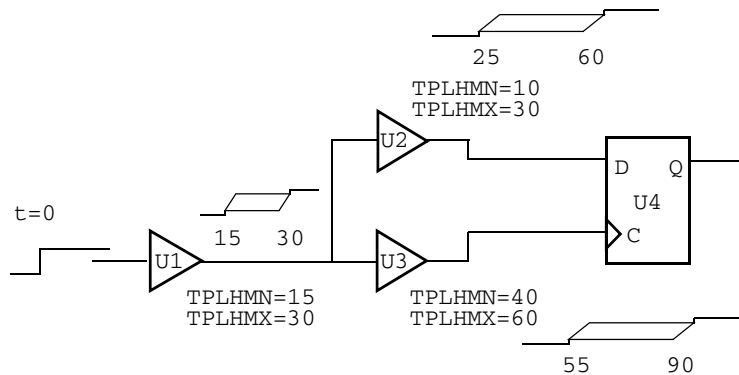 25 60
TPLHMN=10
TPLHMX=30
U2
D Q
U4
C
t=0
15 30
U1
U3
TPLHMN=15
TPLHMX=30
TPLHMN=40
TPLHMX=60
55 90